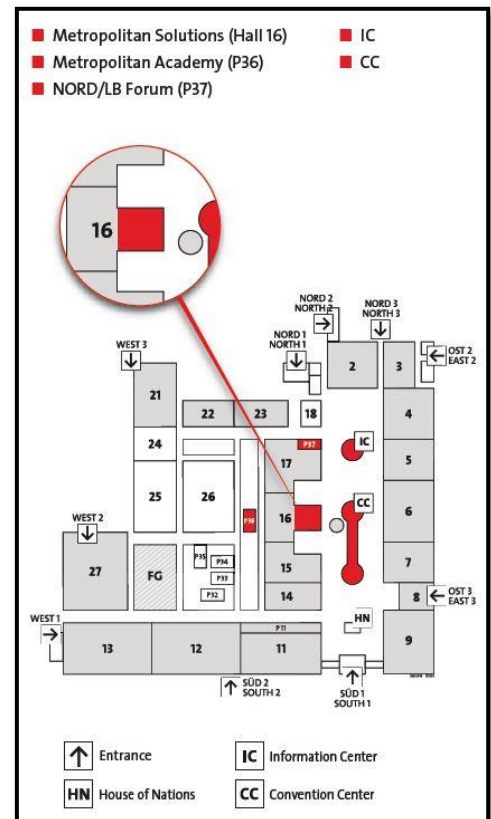 Metropolitan Solutions (Hall 16)
IC
Metropolitan Academy (P36)
CC
NORD/LB Forum (P37)
16
NORD 2
NORTH 2
NORD 3
NORTH 3
NORD 1
NORTH 1
WEST 3
OST 2
EAST 2
2
3
21
22
23
18
4
24
P37
IC
17
5
25
26
P36
16
CC
6
WEST 2
27
FG
P35
P34
P33
P32
15
7
14
8
OST 3
EAST 3
HN
WEST 1
13
12
P11
11
9
SÜD 2
SOUTH 2
SÜD 1
SOUTH 1
Entrance
IC Information Center
HN House of Nations
CC Convention Center